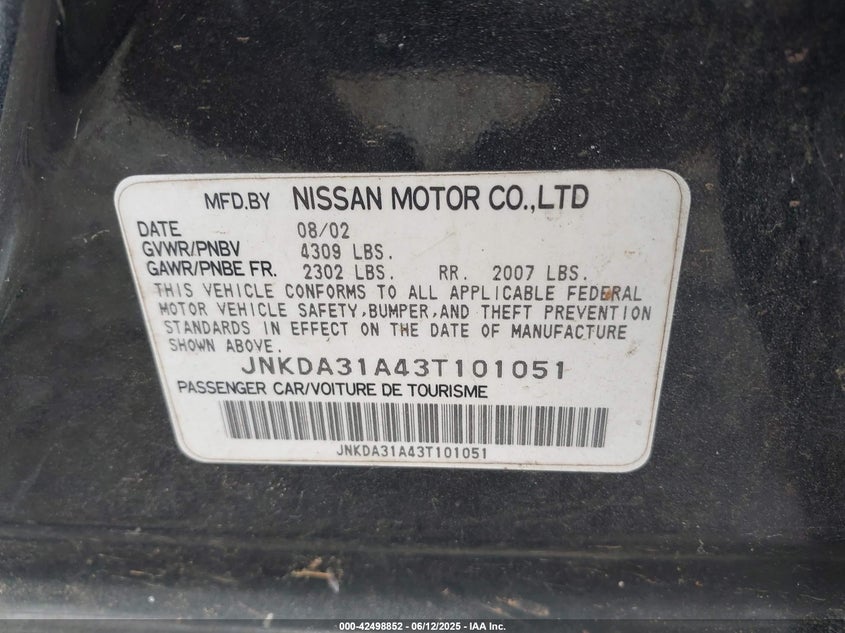 MFD.BY NISSAN MOTOR CO.,LTD
DATE 08/02
GVWR/PNBV 4309 LBS.
GAWR/PNBE FR. 2302 LBS. RR. 2007 LBS.
THIS VEHICLE CONFORMS TO ALL APPLICABLE FEDERAL
MOTOR VEHICLE SAFETY,BUMPER,AND THEFT PREVENTION
STANDARDS IN EFFECT ON THE DATE OF MANUFACTURE
SHOWN ABOVE.
JNKDA31A43T101051
PASSENGER CAR/VOITURE DE TOURISME
JNKDA31A43T101051
000-42498852 - 06/12/2025 - IAA Inc.